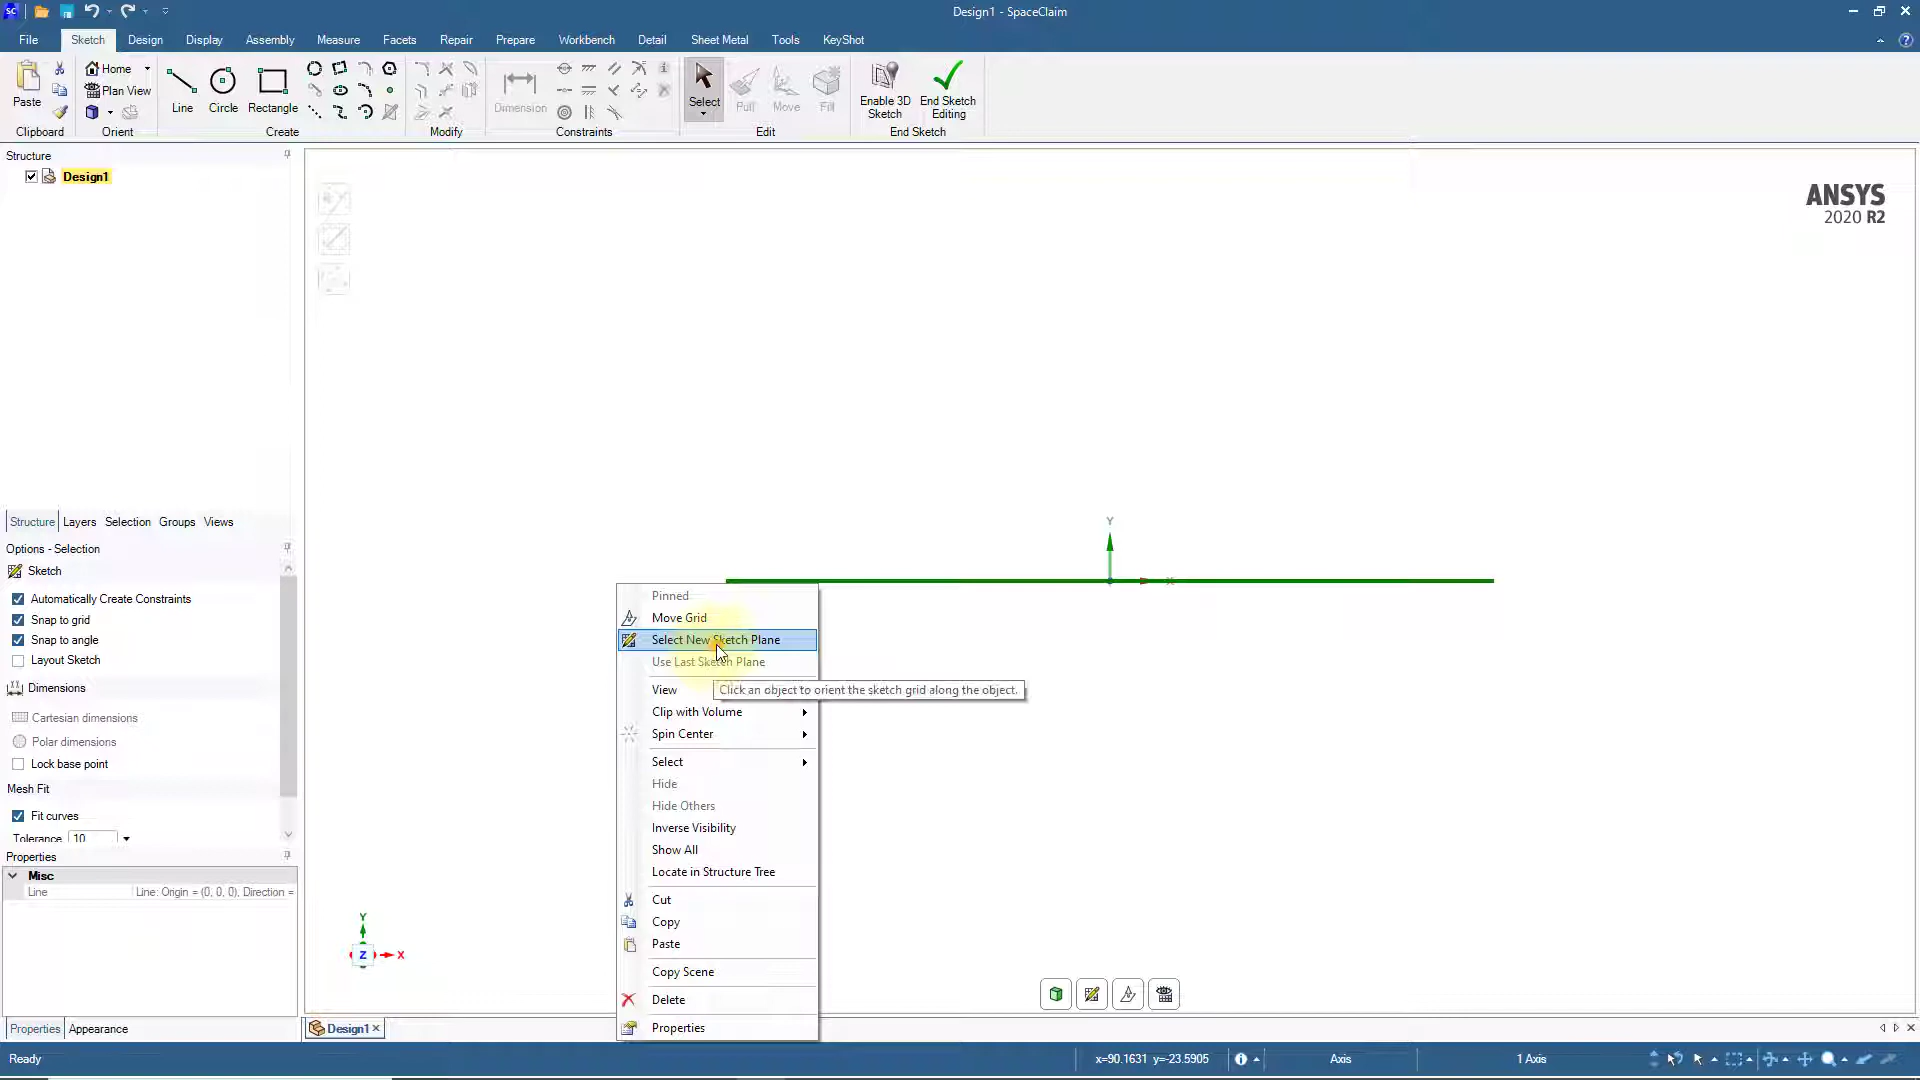 Design1 - SpaceClaim
File Sketch Design Display Assembly Measure Facets Repair Prepare Workbench Detail Sheet Metal Tools KeyShot
Paste
Home
Plan View
Line Circle Rectangle
Dimension
Select Pull Move Fill
Enable 3D Sketch
End Sketch Editing
Clipboard Orient Create Modify Constraints Edit End Sketch
Structure
Design1
ANSYS
2020 R2
Structure Layers Selection Groups Views
Options - Selection
Sketch
Automatically Create Constraints
Snap to grid
Snap to angle
Layout Sketch
Dimensions
Cartesian dimensions
Polar dimensions
Lock base point
Mesh Fit
Fit curves
Tolerance 10
Properties
Misc
Line Line: Origin = (0, 0, 0), Direction =
Properties Appearance
Y
X
Y
Z X
Pinned
Move Grid
Select New Sketch Plane
Use Last Sketch Plane
View
Click an object to orient the sketch grid along the object.
Clip with Volume
Spin Center
Select
Hide
Hide Others
Inverse Visibility
Show All
Locate in Structure Tree
Cut
Copy
Paste
Copy Scene
Delete
Properties
Design1
Ready x=90.1631 y=-23.5905 Axis 1 Axis